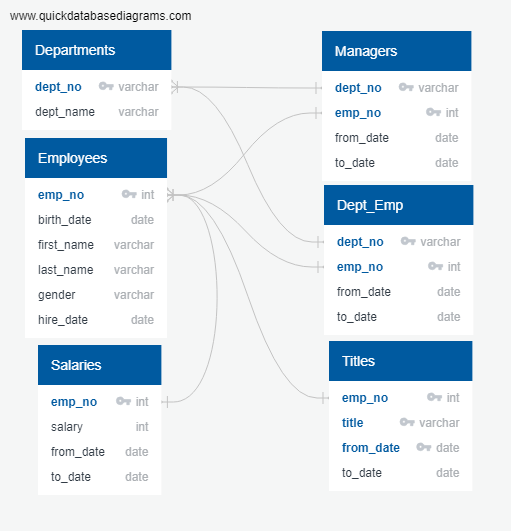 www.quickdatabasediagrams.com
Departments
dept_no varchar
dept_name varchar
Employees
emp_no int
birth_date date
first_name varchar
last_name varchar
gender varchar
hire_date date
Salaries
emp_no int
salary int
from_date date
to_date date
Managers
dept_no varchar
emp_no int
from_date date
to_date date
Dept_Emp
dept_no varchar
emp_no int
from_date date
to_date date
Titles
emp_no int
title varchar
from_date date
to_date date